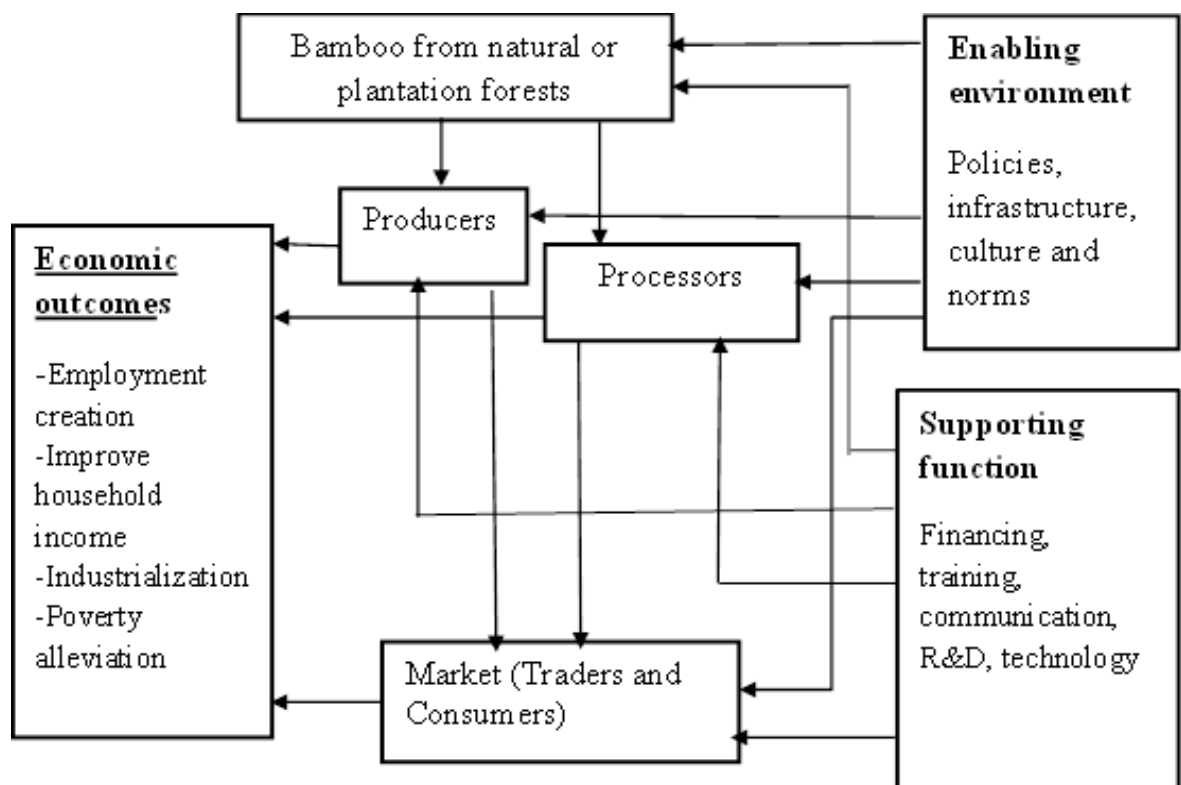 Bamboo from natural or
plantation forests
Enabling
environment
Policies,
infrastructure,
culture and
norms
Producers
Processors
Economic
outcomes
-Employment
creation
-Improve
household
income
-Industrialization
-Poverty
alleviation
Supporting
function
Financing,
training,
communication,
R&D, technology
Market (Traders and
Consumers)